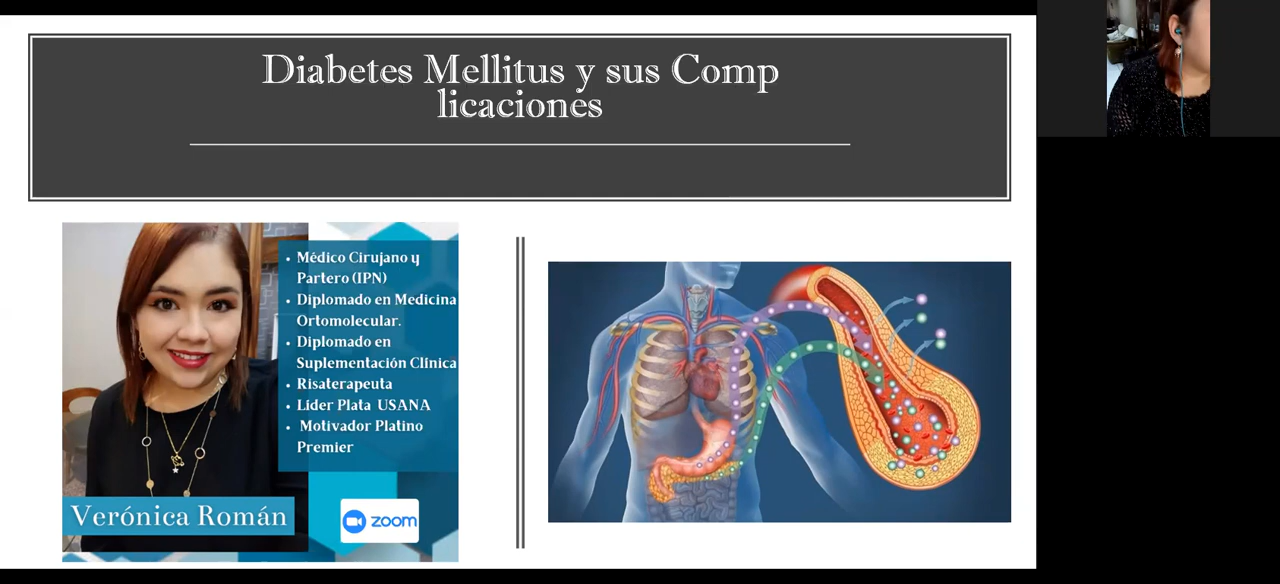 Diabetes Mellitus y sus Comp
licaciones
• Médico Cirujano y
Partero (IPN)
• Diplomado en Medicina
Ortomolecular.
• Diplomado en
Suplementación Clínica
• Risaterapeuta
• Líder Plata USANA
• Motivador Platino
Premier
Verónica Román
zoom